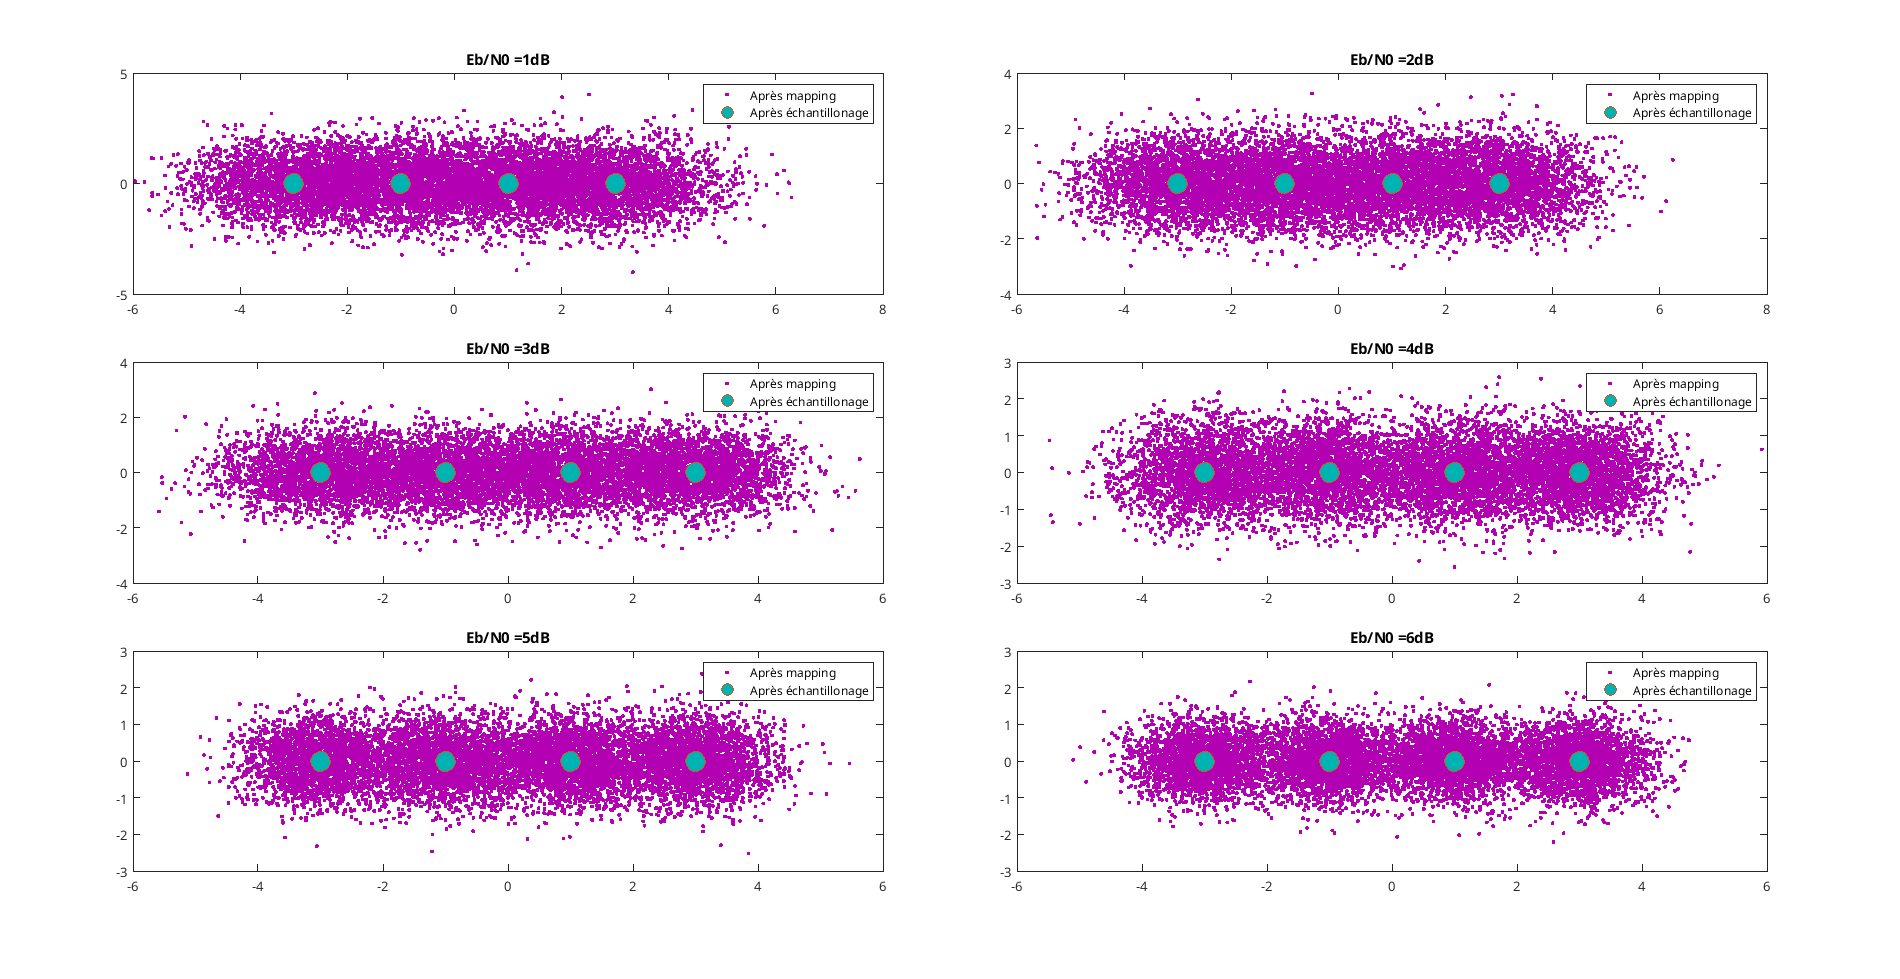 Eb/N0 =1dB
5
0
-5
-6 -4 -2 0 2 4 6 8
Après mapping
Après échantillonage
Eb/N0 =2dB
4
2
0
-2
-4
-6 -4 -2 0 2 4 6 8
Après mapping
Après échantillonage
Eb/N0 =3dB
4
2
0
-2
-4
-6 -4 -2 0 2 4 6
Après mapping
Après échantillonage
Eb/N0 =4dB
3
2
1
0
-1
-2
-3
-6 -4 -2 0 2 4 6
Après mapping
Après échantillonage
Eb/N0 =5dB
3
2
1
0
-1
-2
-3
-6 -4 -2 0 2 4 6
Après mapping
Après échantillonage
Eb/N0 =6dB
3
2
1
0
-1
-2
-3
-6 -4 -2 0 2 4 6
Après mapping
Après échantillonage